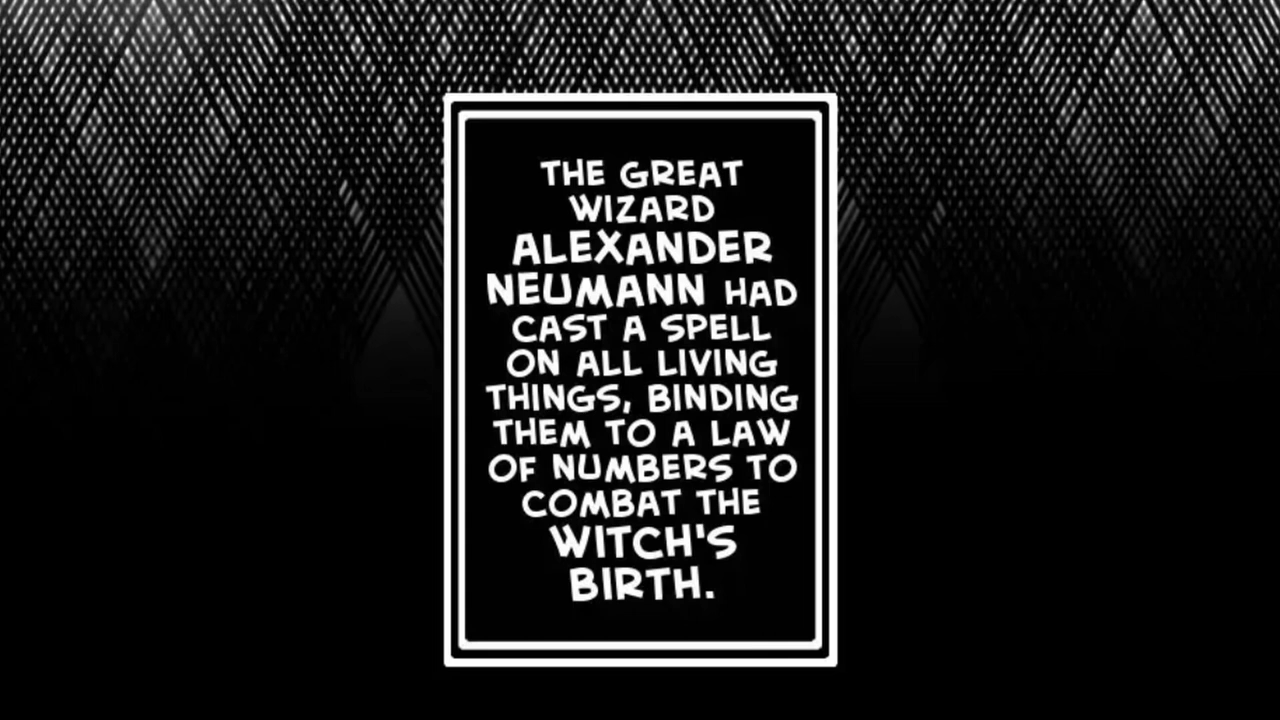 THE GREAT
WIZARD
ALEXANDER
NEUMANN HAD
CAST A SPELL
ON ALL LIVING
THINGS, BINDING
THEM TO A LAW
OF NUMBERS TO
COMBAT THE
WITCH'S
BIRTH.